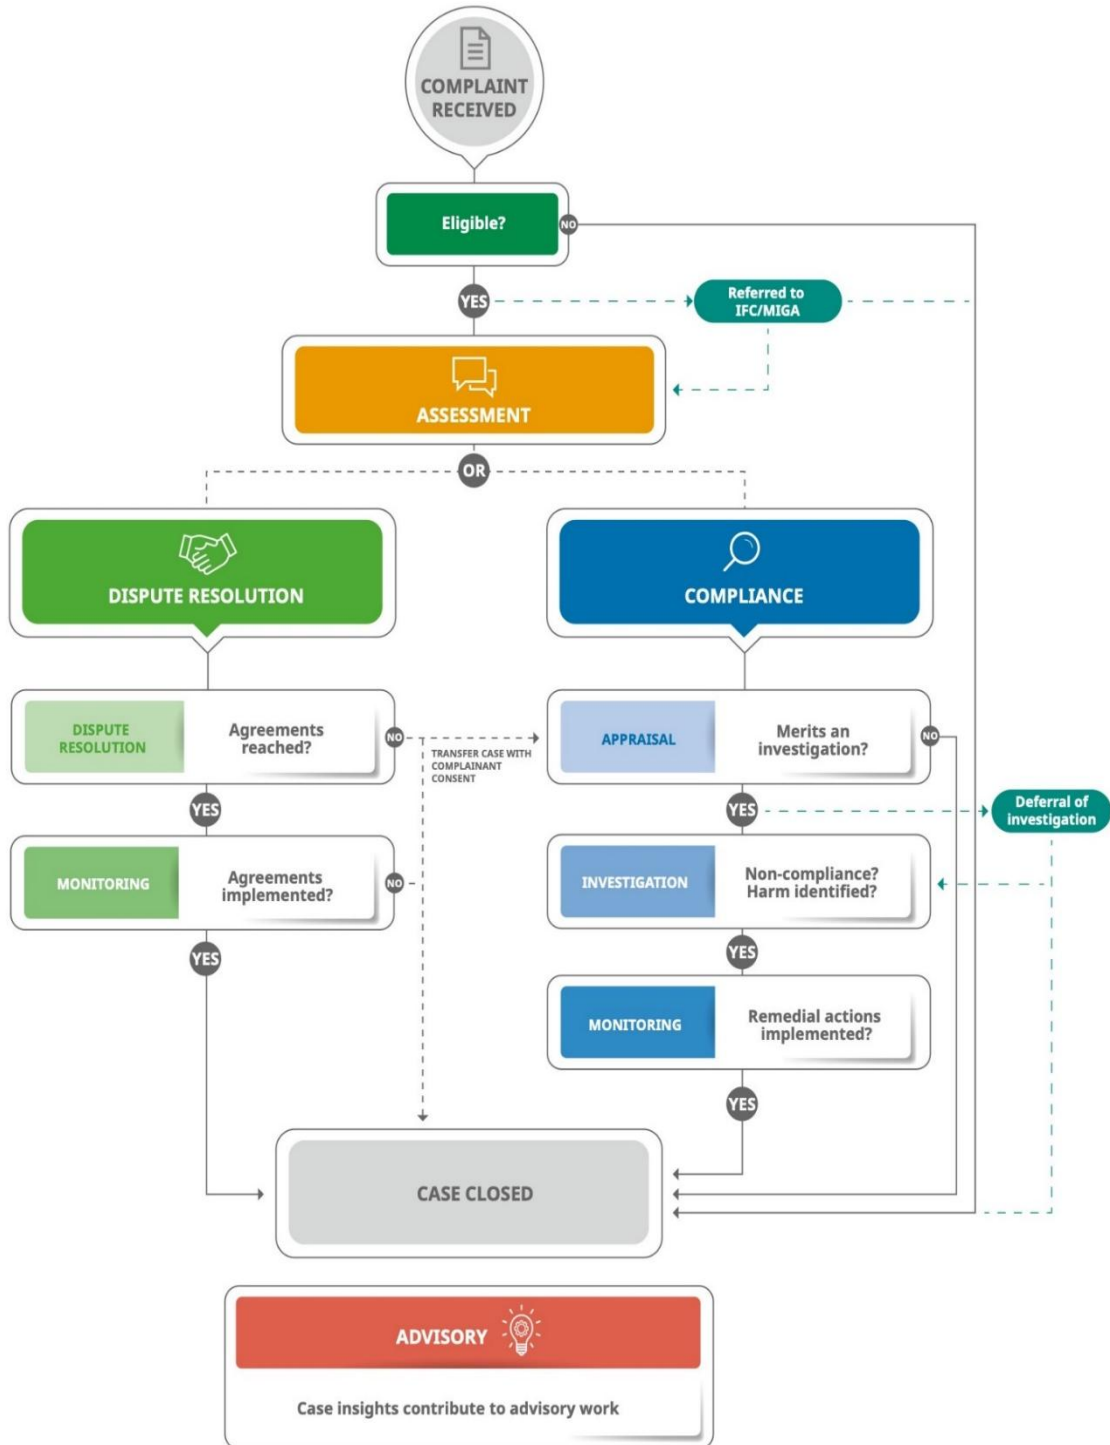 COMPLAINT
RECEIVED
Eligible?
NO
YES
Referred to
IFC/MIGA
ASSESSMENT
OR
DISPUTE RESOLUTION
COMPLIANCE
DISPUTE
RESOLUTION
Agreements
reached?
NO
TRANSFER CASE WITH
COMPLAINANT
CONSENT
APPRAISAL
Merits an
investigation?
NO
YES
YES
Deferral of
investigation
MONITORING
Agreements
implemented?
NO
INVESTIGATION
Non-compliance?
Harm identified?
YES
YES
MONITORING
Remedial actions
implemented?
YES
CASE CLOSED
ADVISORY
Case insights contribute to advisory work